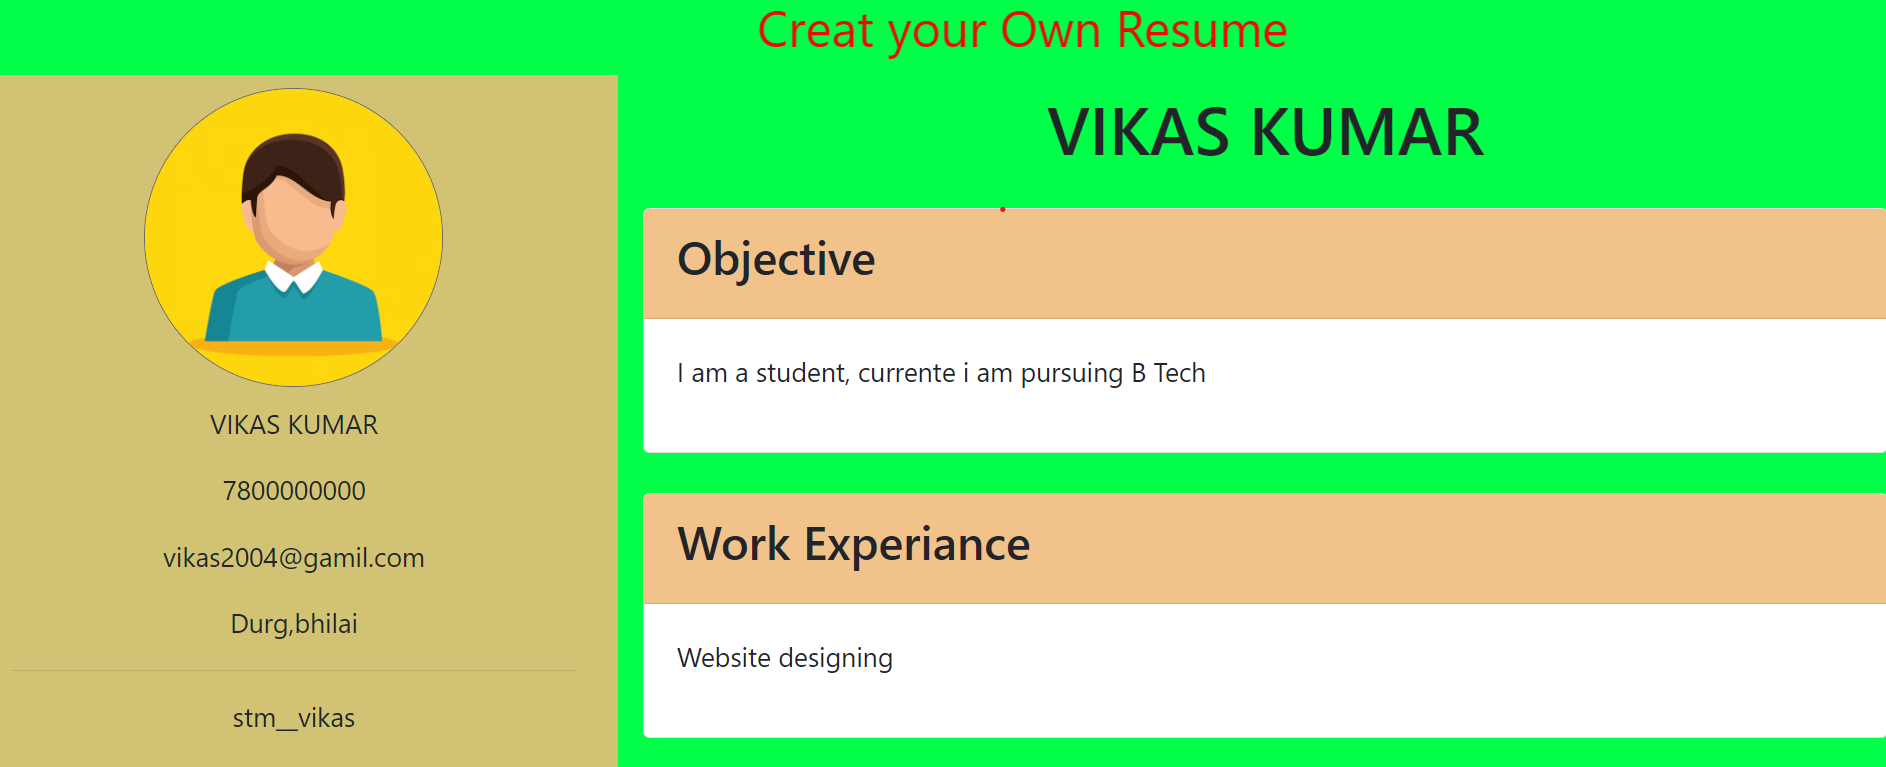 Creat your Own Resume
VIKAS KUMAR
7800000000
vikas2004@gamil.com
Durg,bhilai
stm__vikas
VIKAS KUMAR
Objective
I am a student, currente i am pursuing B Tech
Work Experiance
Website designing